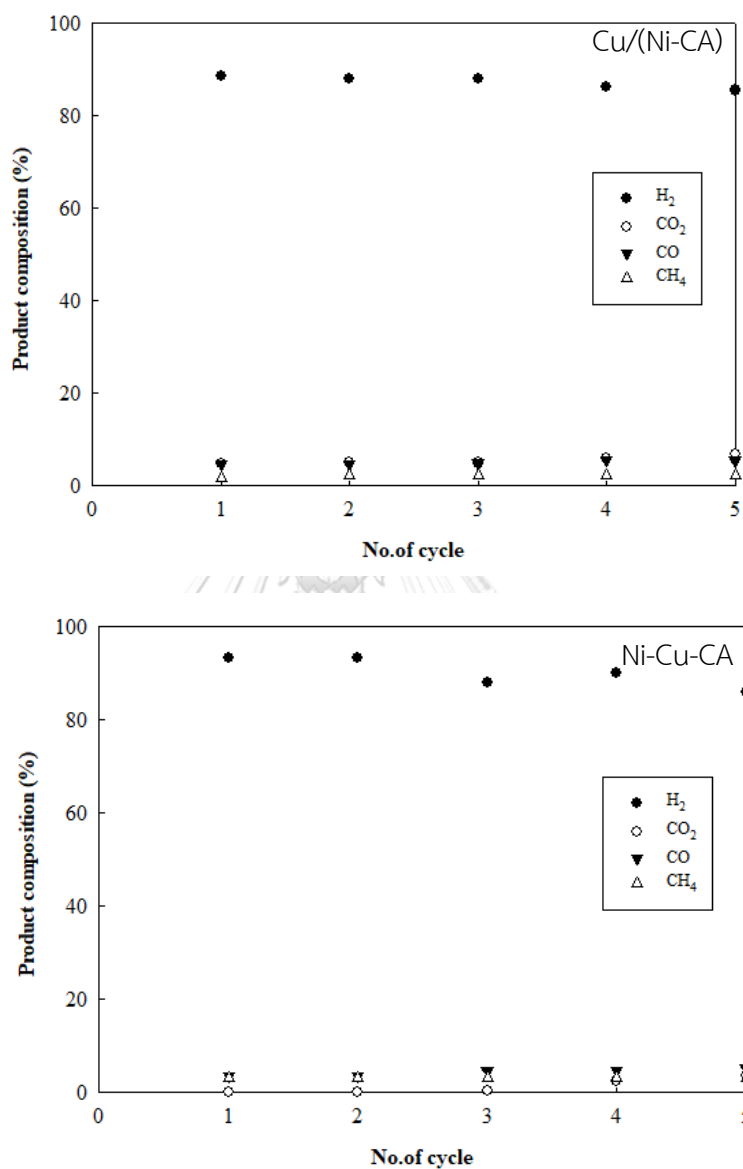 Cu/(Ni-CA)
Product composition (%)
100
80
60
40
20
0
H₂
CO₂
CO
CH₄
0 1 2 3 4 5
No.of cycle
Ni-Cu-CA
Product composition (%)
100
80
60
40
20
0
H₂
CO₂
CO
CH₄
0 1 2 3 4
No.of cycle